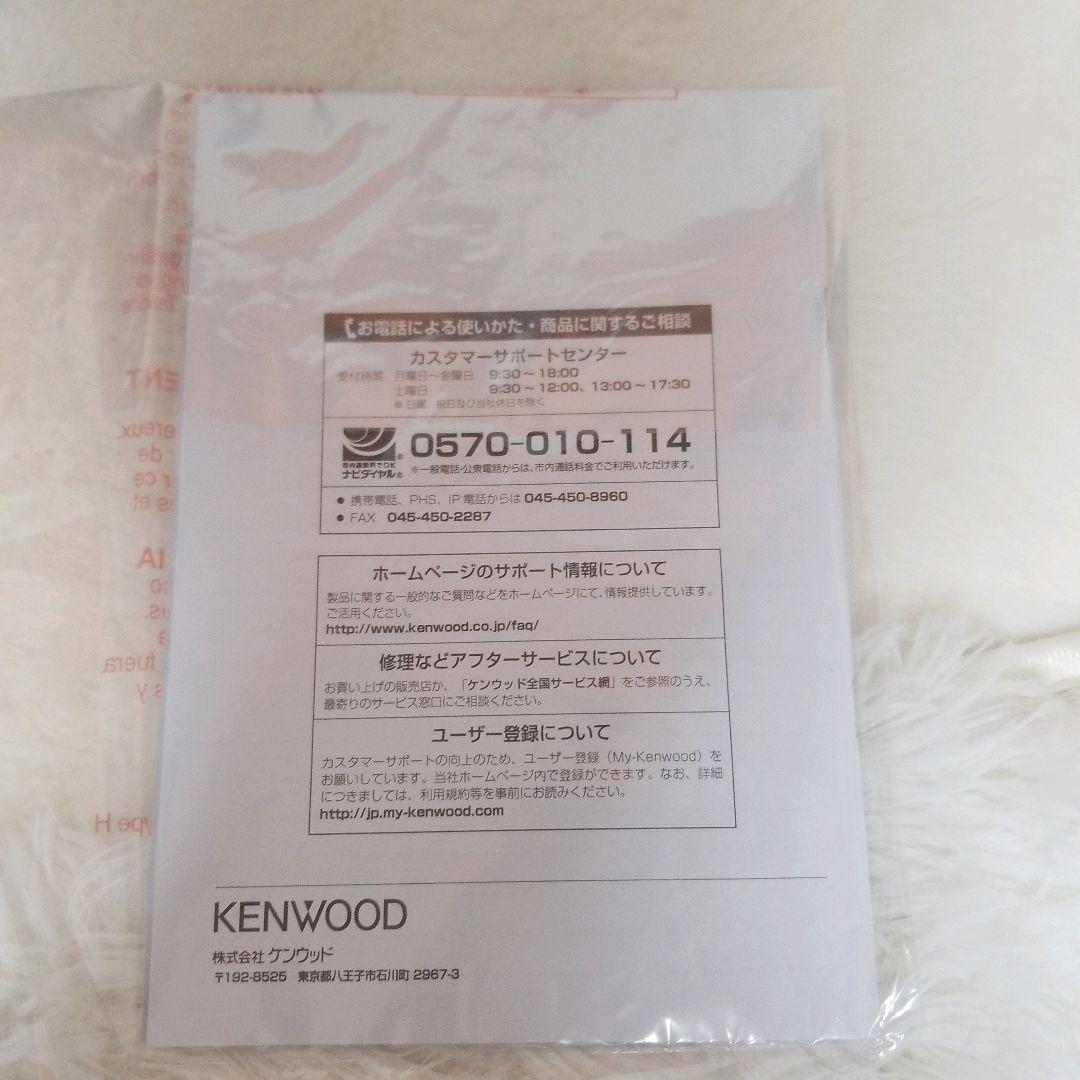 お電話による使いかた・商品に関するご相談
カスタマーサポートセンター
受付時間 月曜日～金曜日 9:30～18:00
土曜日 9:30～12:00、13:00～17:30
※日曜、祝日及び当社休日を除く
市内通話料でOK
ナビダイヤル®
0570-010-114
※一般電話・公衆電話からは、市内通話料金でご利用いただけます。
● 携帯電話、PHS、IP電話からは 045-450-8960
● FAX 045-450-2287
ホームページのサポート情報について
製品に関する一般的なご質問などをホームページにて、情報提供しています。
ご活用ください。
http://www.kenwood.co.jp/faq/
修理などアフターサービスについて
お買い上げの販売店か、「ケンウッド全国サービス網」をご参照のうえ、
最寄りのサービス窓口にご相談ください。
ユーザー登録について
カスタマーサポートの向上のため、ユーザー登録（My-Kenwood）を
お願いしています。当社ホームページ内で登録ができます。なお、詳細
につきましては、利用規約等を事前にお読みください。
http://jp.my-kenwood.com
KENWOOD
株式会社 ケンウッド
〒192-8525 東京都八王子市石川町 2967-3